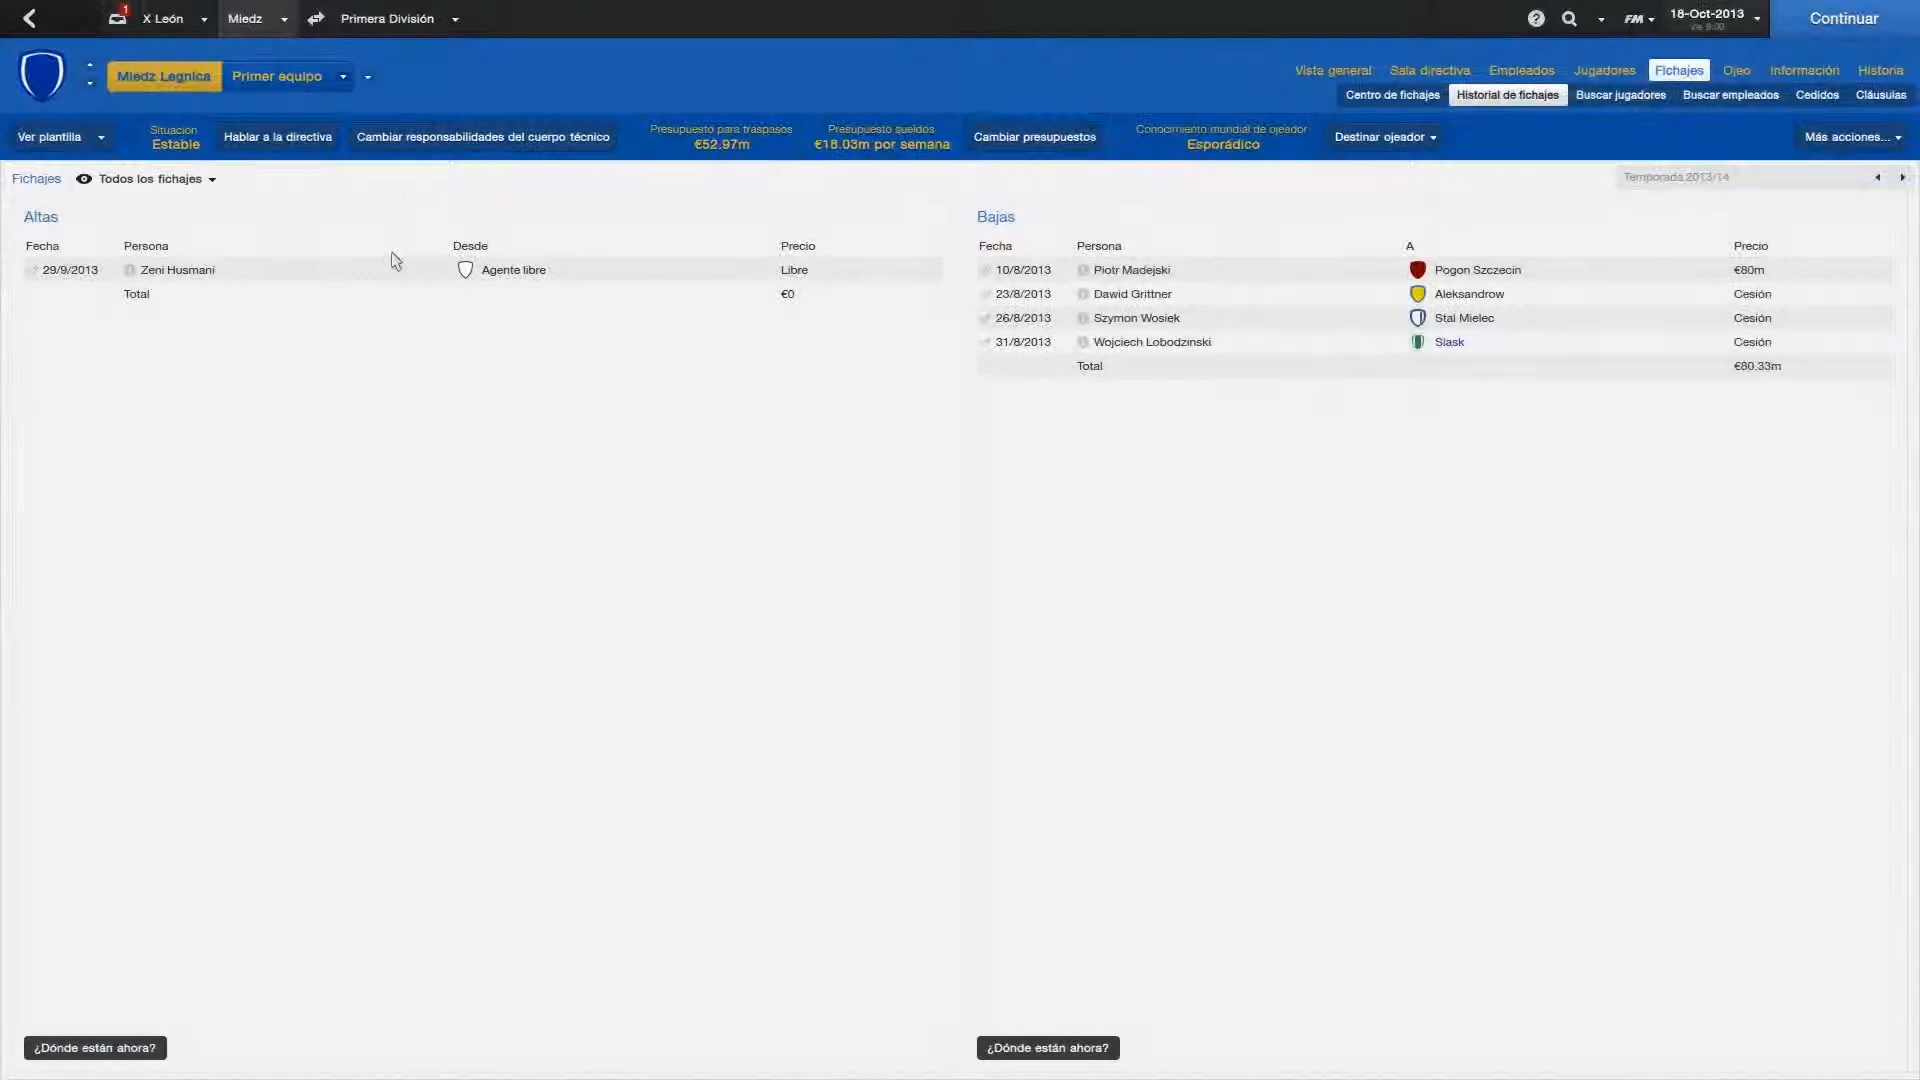 1
X León
Miedz
Primera División
FM
18-Oct-2013
Vie 9:00
Continuar
Miedz Legnica
Primer equipo
Vista general
Sala directiva
Empleados
Jugadores
Fichajes
Ojeo
Información
Historia
Centro de fichajes
Historial de fichajes
Buscar jugadores
Buscar empleados
Cedidos
Cláusulas
Ver plantilla
Situación
Estable
Hablar a la directiva
Cambiar responsabilidades del cuerpo técnico
Presupuesto para traspasos
€52.97m
Presupuesto sueldos
€18.03m por semana
Cambiar presupuestos
Conocimiento mundial de ojeador
Esporádico
Destinar ojeador
Más acciones...
Fichajes
Todos los fichajes
Temporada 2013/14
Altas
Fecha Persona Desde Precio
29/9/2013 Zeni Husmani Agente libre Libre
Total €0
Bajas
Fecha Persona A Precio
10/8/2013 Piotr Madejski Pogon Szczecin €80m
23/8/2013 Dawid Grittner Aleksandrow Cesión
26/8/2013 Szymon Wosiek Stal Mielec Cesión
31/8/2013 Wojciech Lobodzinski Slask Cesión
Total €80.33m
¿Dónde están ahora?
¿Dónde están ahora?